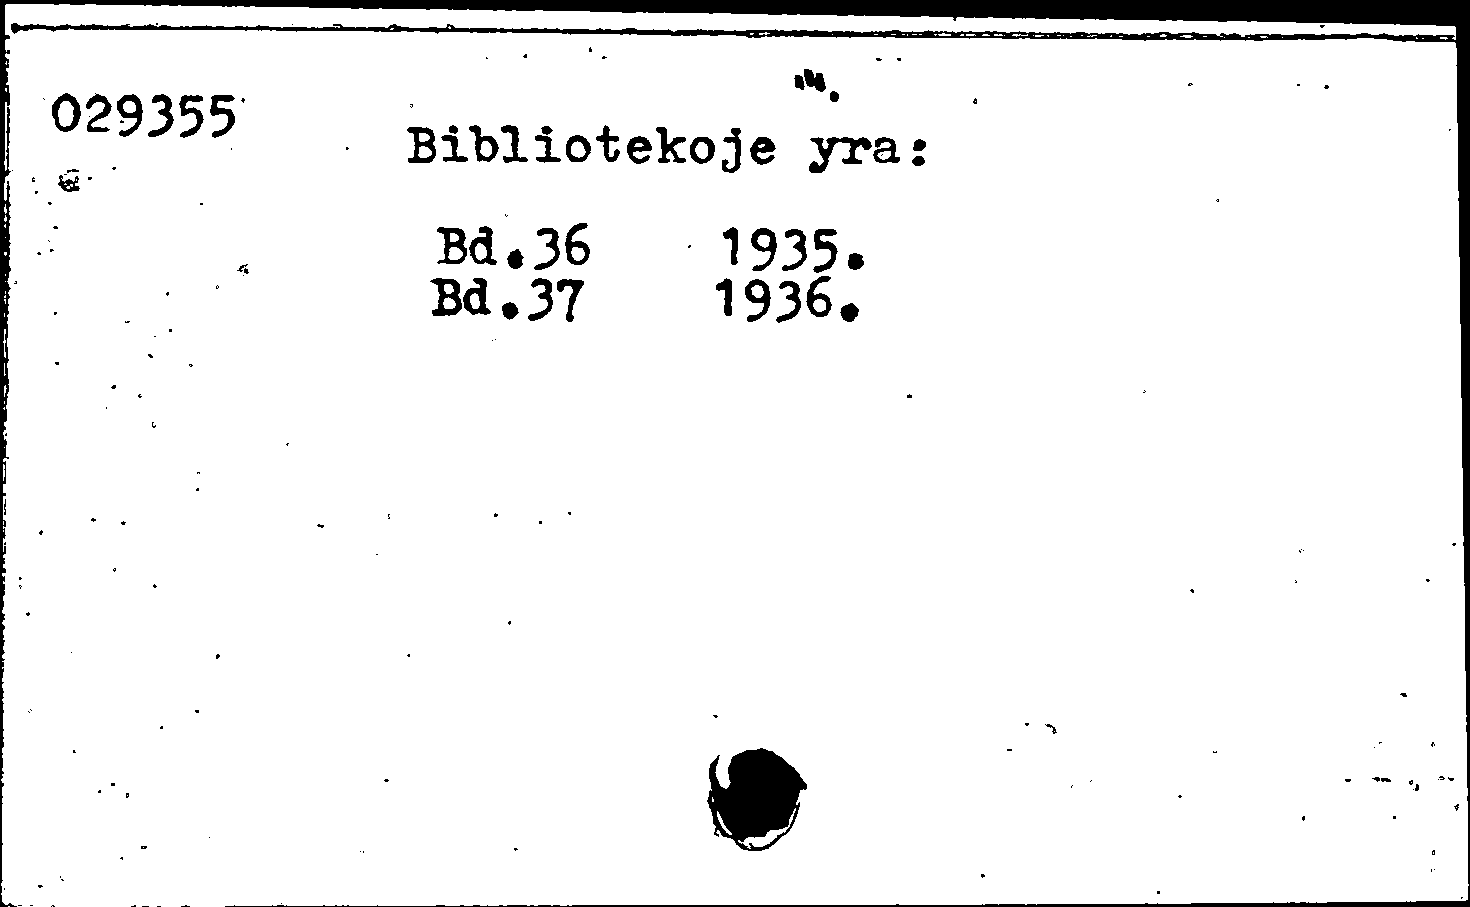 029355
Bibliotekoje yra:
Bd.36 1935.
Bd.37 1936.